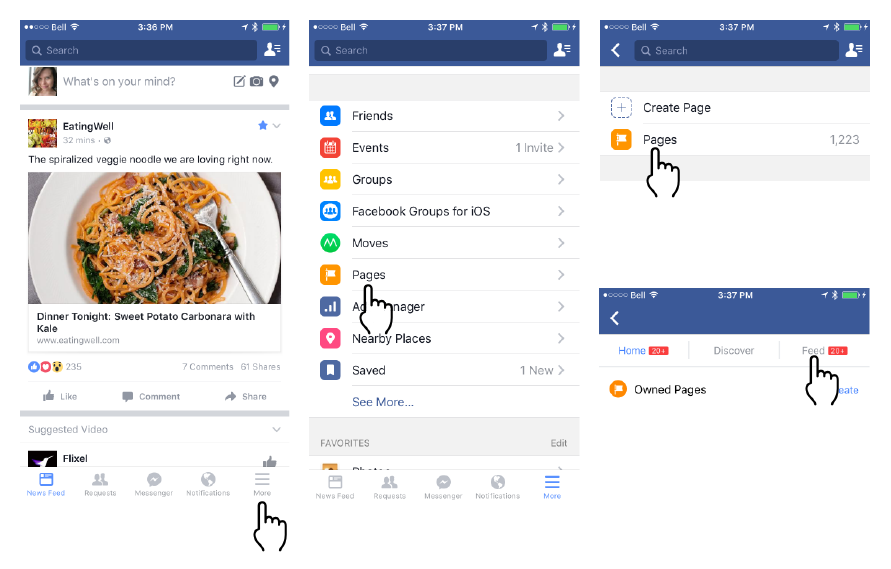 Bell 3:36 PM
Search
What's on your mind?
EatingWell
32 mins ·
The spiralized veggie noodle we are loving right now.
Dinner Tonight: Sweet Potato Carbonara with
Kale
www.eatingwell.com
235 7 Comments 61 Shares
Like Comment Share
Suggested Video
Flixel
News Feed Requests Messenger Notifications More
Bell 3:37 PM
Search
Friends
Events 1 Invite
Groups
Facebook Groups for iOS
Moves
Pages
Nearby Places
Saved 1 New
See More...
FAVORITES Edit
News Feed Requests Messenger Notifications More
Bell 3:37 PM
Search
Create Page
Pages 1,223
Bell 3:37 PM
Home 20+ Discover Feed 20+
Owned Pages